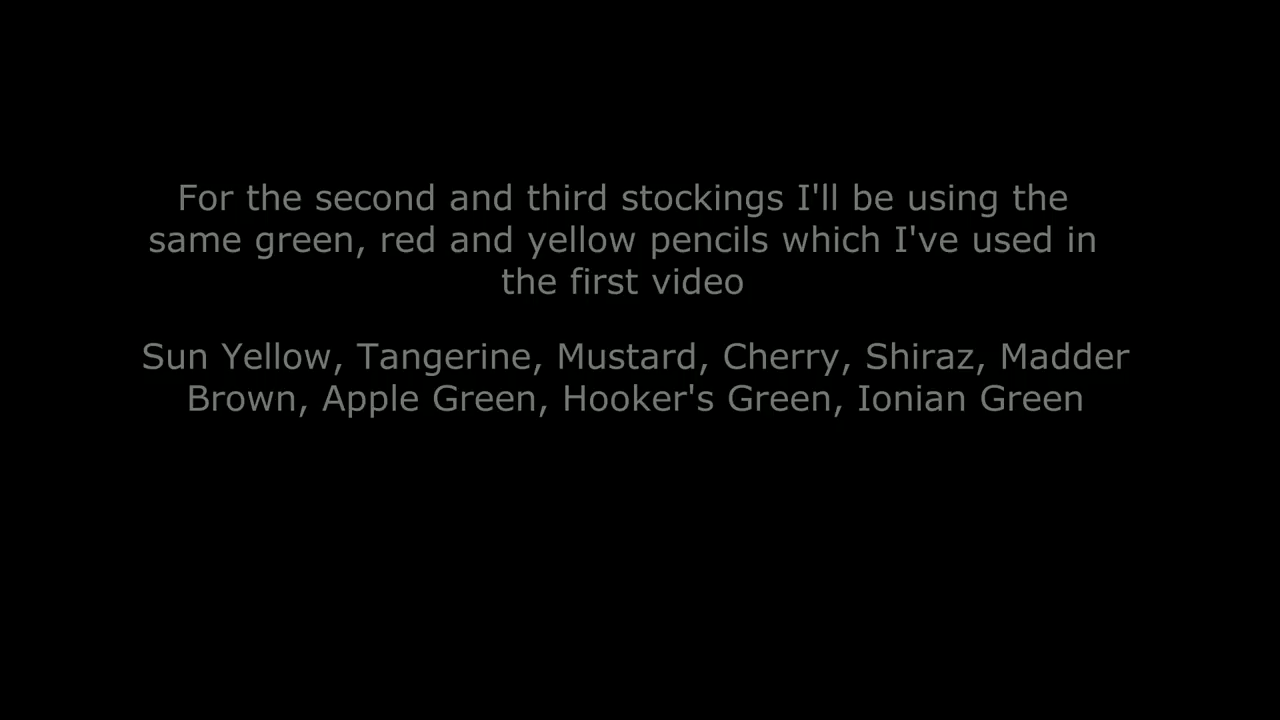 For the second and third stockings I'll be using the
same green, red and yellow pencils which I've used in
the first video
Sun Yellow, Tangerine, Mustard, Cherry, Shiraz, Madder
Brown, Apple Green, Hooker's Green, Ionian Green